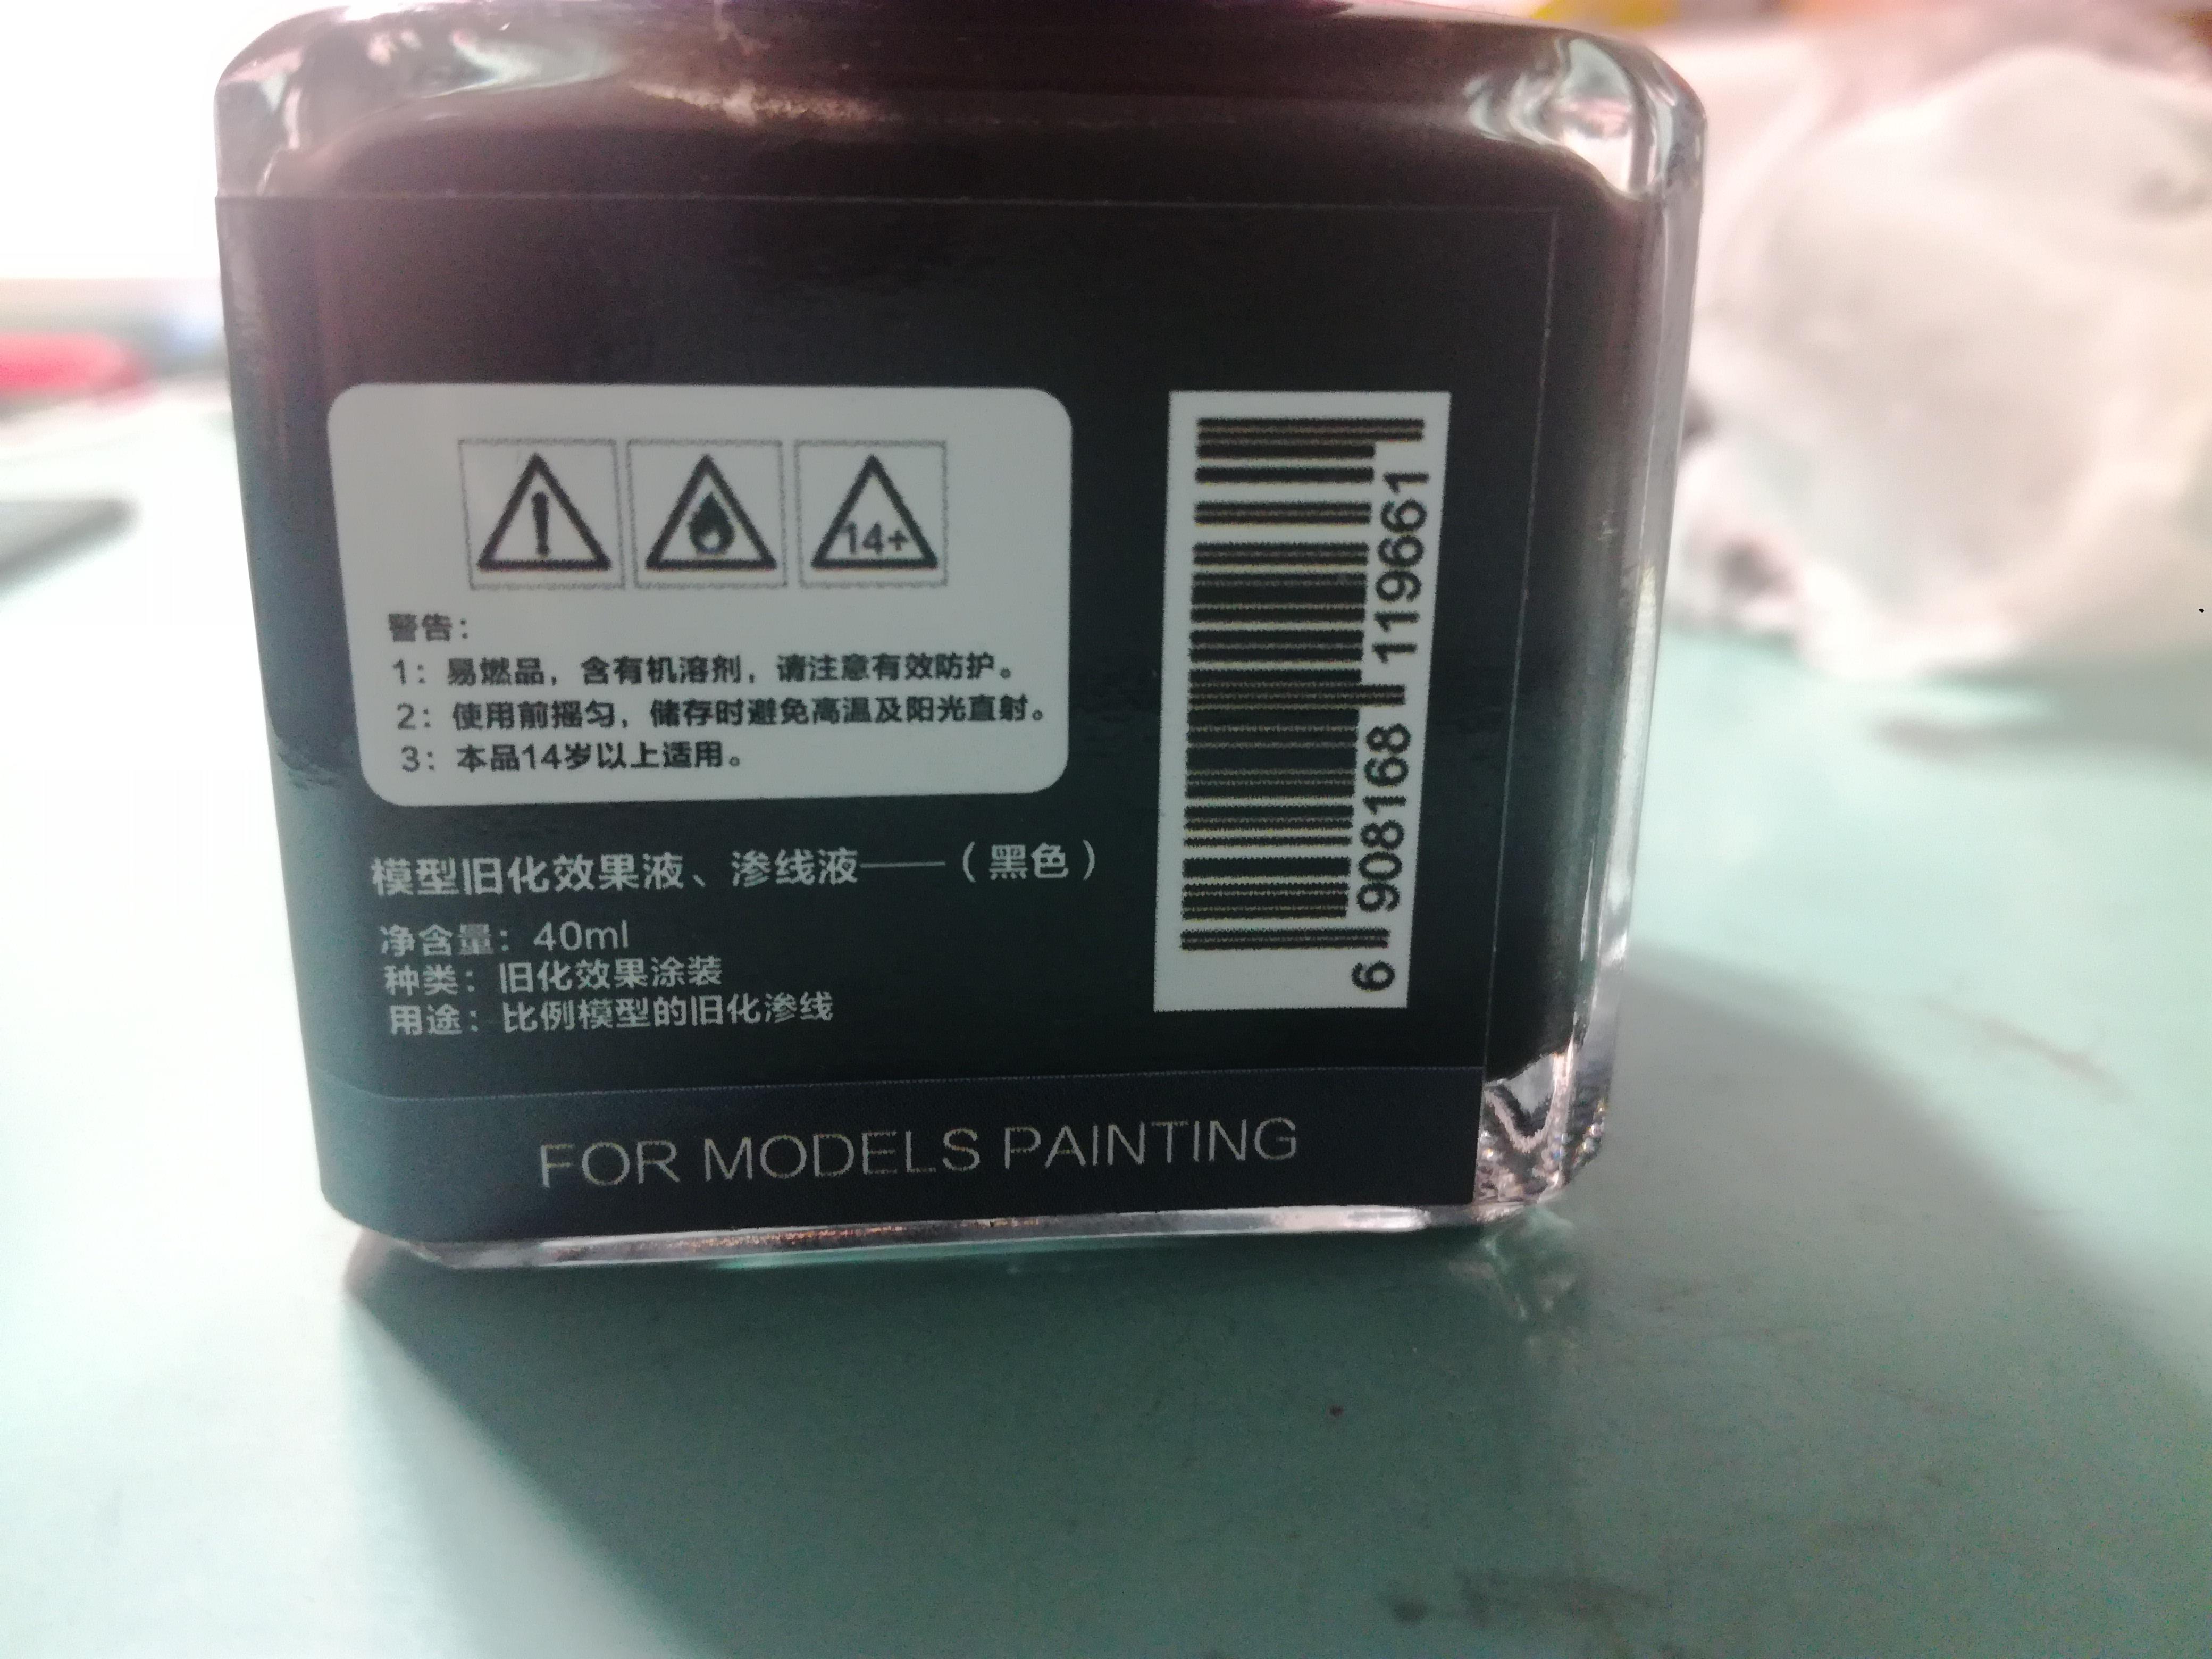 14+
警告：
1：易燃品，含有机溶剂，请注意有效防护。
2：使用前摇匀，储存时避免高温及阳光直射。
3：本品14岁以上适用。
模型旧化效果液、渗线液——（黑色）
净含量：40ml
种类：旧化效果涂装
用途：比例模型的旧化渗线
FOR MODELS PAINTING
6 908168 119661